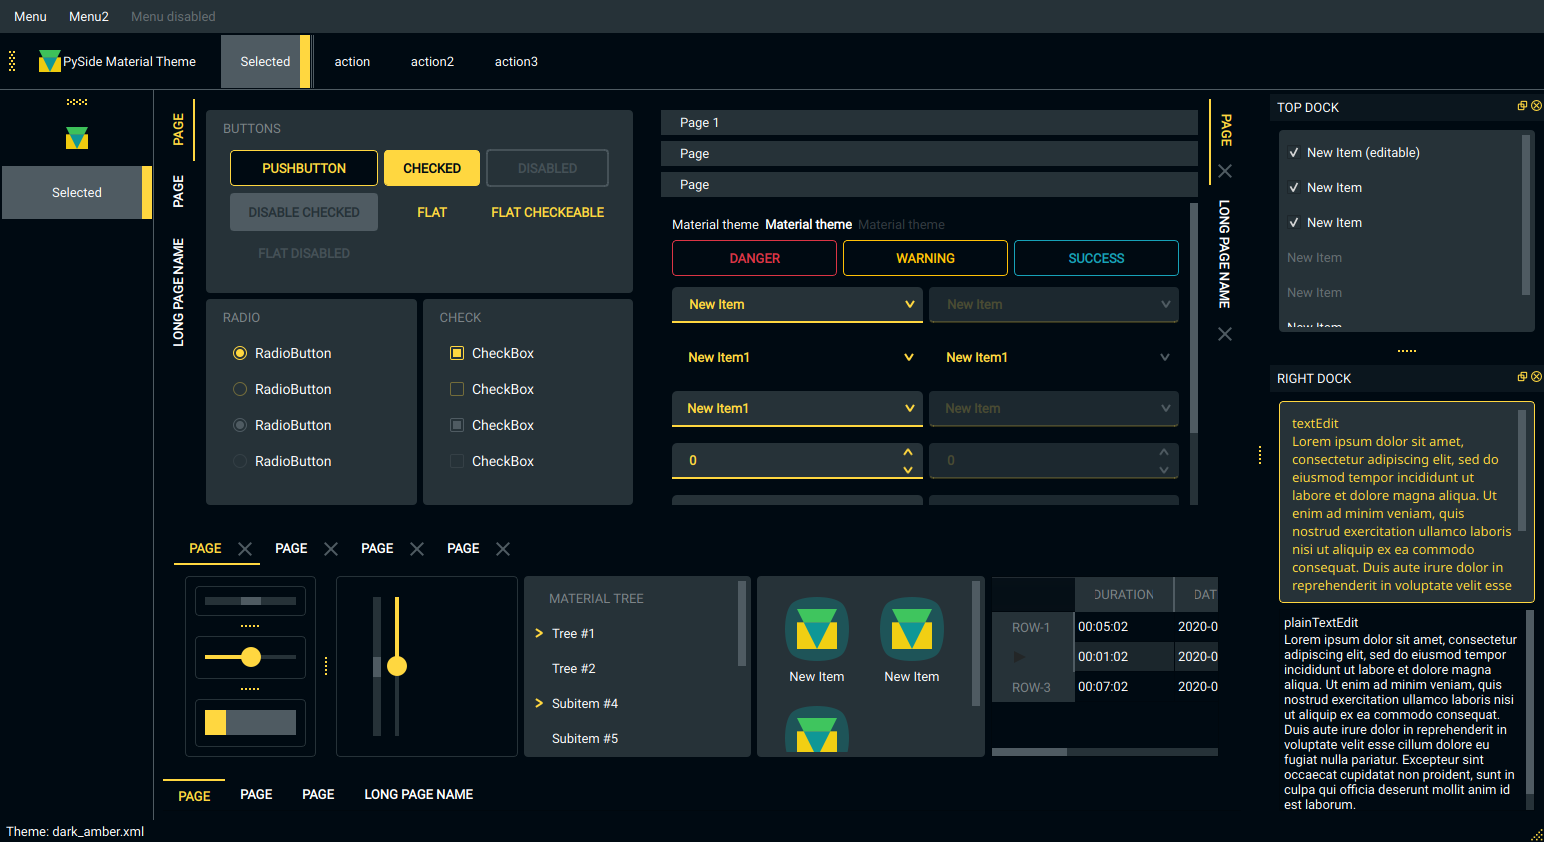 Menu Menu2 Menu disabled
PySide Material Theme Selected action action2 action3
Selected
PAGE
PAGE
LONG PAGE NAME
BUTTONS
PUSHBUTTON CHECKED DISABLED
DISABLE CHECKED FLAT FLAT CHECKEABLE
FLAT DISABLED
RADIO
RadioButton
RadioButton
RadioButton
RadioButton
CHECK
CheckBox
CheckBox
CheckBox
CheckBox
Page 1
Page
Page
Material theme Material theme Material theme
DANGER WARNING SUCCESS
New Item New Item
New Item1 New Item1
New Item1 New Item
0 0
PAGE
LONG PAGE NAME
PAGE PAGE PAGE PAGE
MATERIAL TREE
Tree #1
Tree #2
Subitem #4
Subitem #5
New Item New Item
DURATION DAT
ROW-1 00:05:02 2020-0
00:01:02 2020-0
ROW-3 00:07:02 2020-0
PAGE PAGE PAGE LONG PAGE NAME
TOP DOCK
New Item (editable)
New Item
New Item
New Item
New Item
New Item
RIGHT DOCK
textEdit
Lorem ipsum dolor sit amet,
consectetur adipiscing elit, sed do
eiusmod tempor incididunt ut
labore et dolore magna aliqua. Ut
enim ad minim veniam, quis
nostrud exercitation ullamco laboris
nisi ut aliquip ex ea commodo
consequat. Duis aute irure dolor in
reprehenderit in voluptate velit esse
plainTextEdit
Lorem ipsum dolor sit amet, consectetur
adipiscing elit, sed do eiusmod tempor
incididunt ut labore et dolore magna
aliqua. Ut enim ad minim veniam, quis
nostrud exercitation ullamco laboris nisi
ut aliquip ex ea commodo consequat.
Duis aute irure dolor in reprehenderit in
voluptate velit esse cillum dolore eu
fugiat nulla pariatur. Excepteur sint
occaecat cupidatat non proident, sunt in
culpa qui officia deserunt mollit anim id
est laborum.
Theme: dark_amber.xml